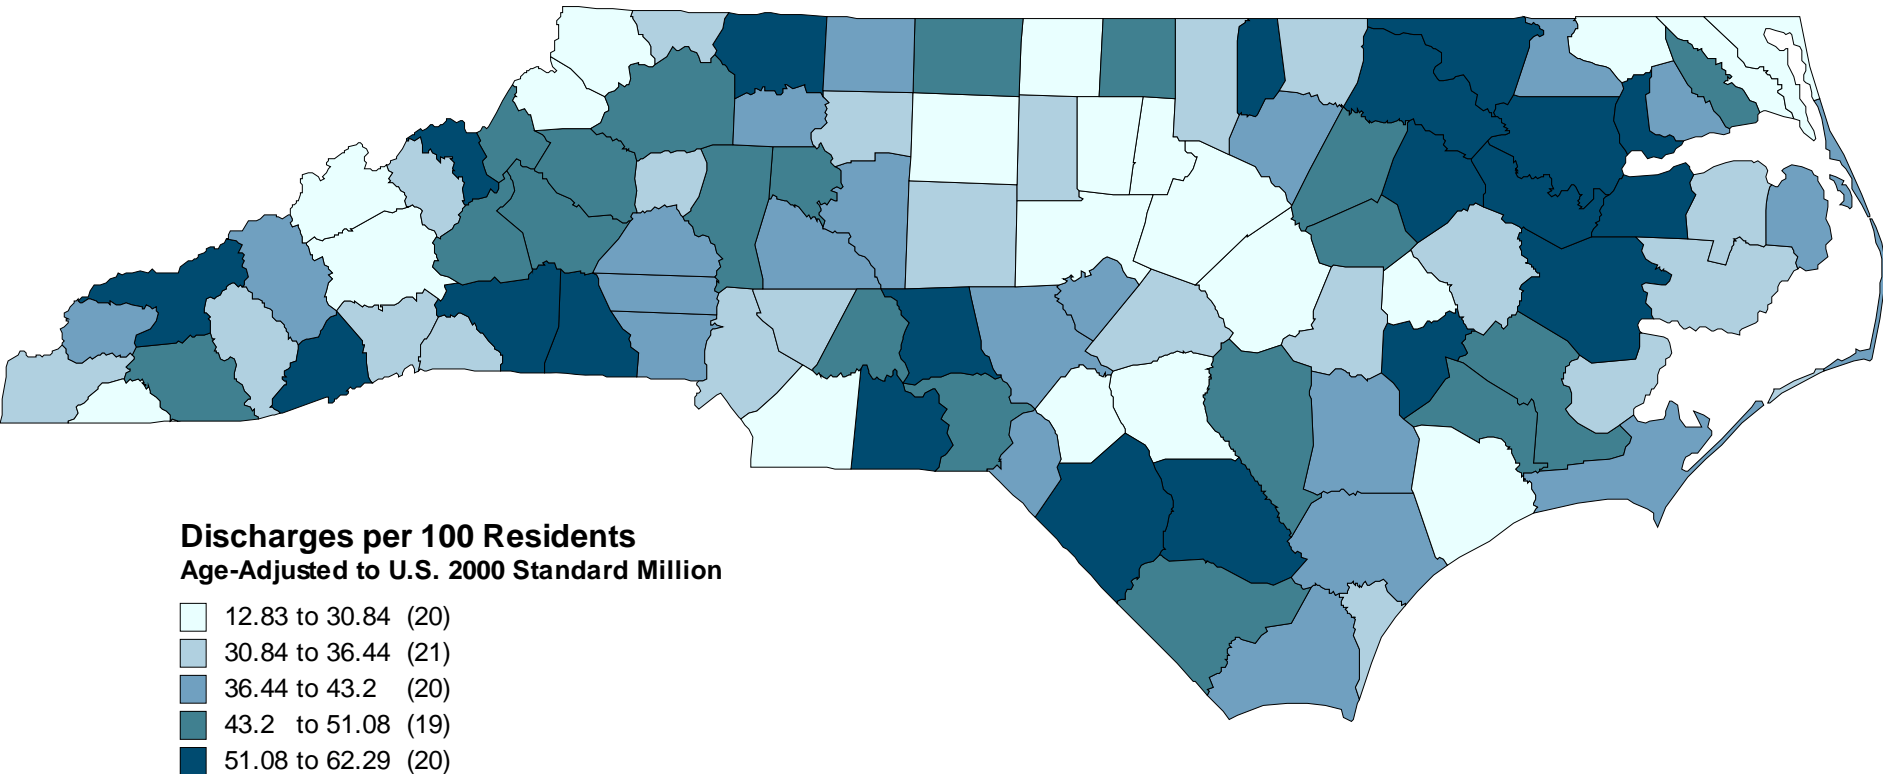 Discharges per 100 Residents
Age-Adjusted to U.S. 2000 Standard Million
12.83 to 30.84 (20)
30.84 to 36.44 (21)
36.44 to 43.2 (20)
43.2 to 51.08 (19)
51.08 to 62.29 (20)